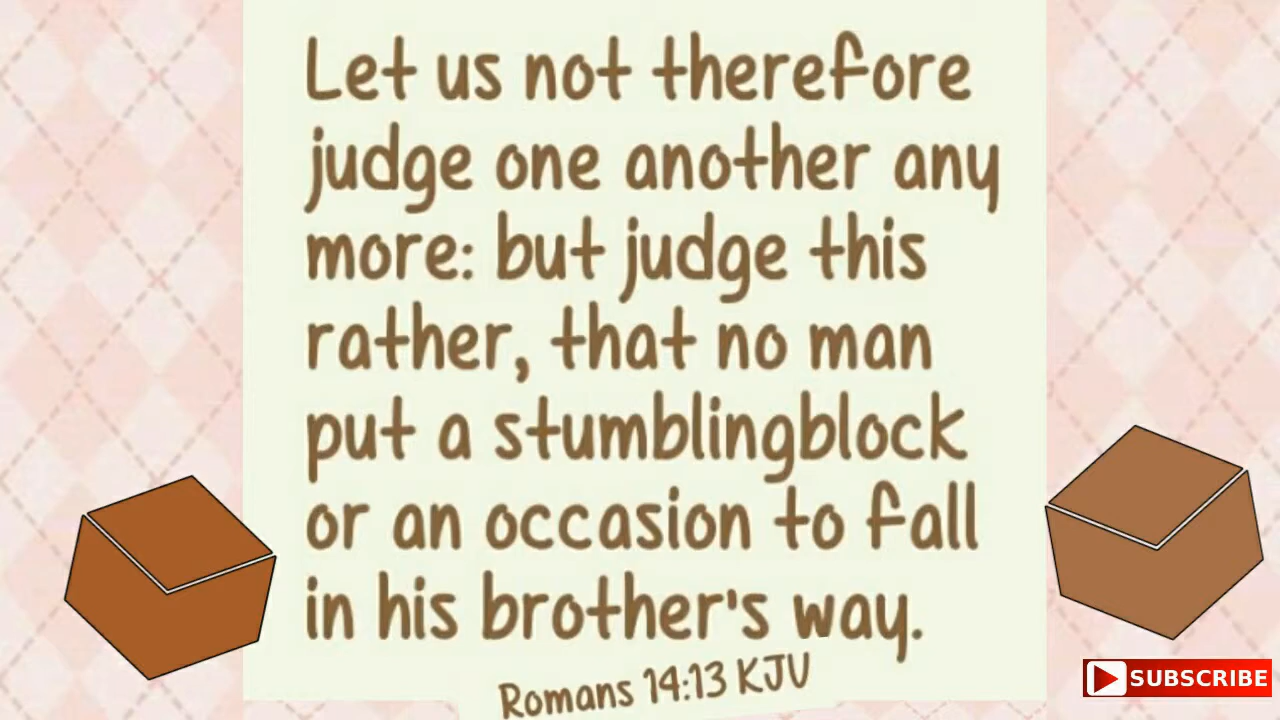 Let us not therefore
judge one another any
more: but judge this
rather, that no man
put a stumblingblock
or an occasion to fall
in his brother's way.
Romans 14:13 KJV
SUBSCRIBE